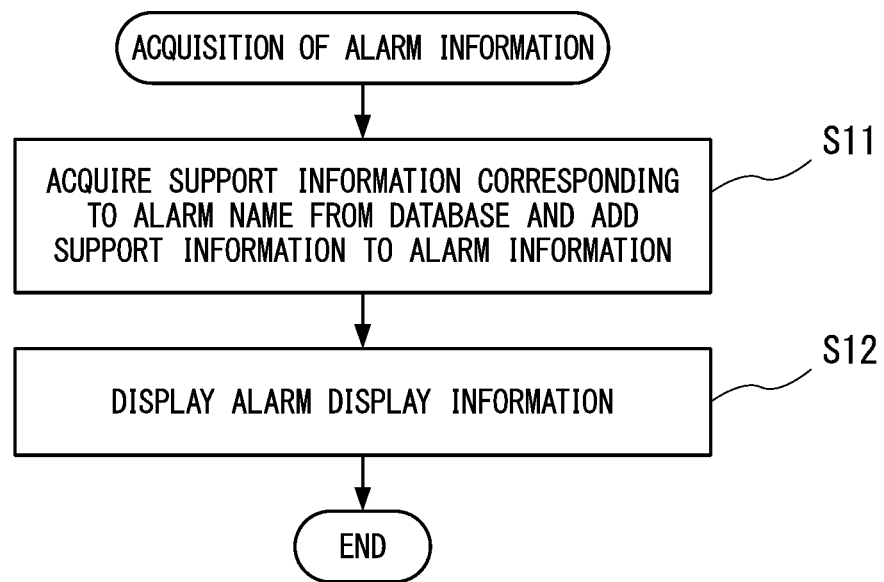 ACQUISITION OF ALARM INFORMATION
S11
ACQUIRE SUPPORT INFORMATION CORRESPONDING
TO ALARM NAME FROM DATABASE AND ADD
SUPPORT INFORMATION TO ALARM INFORMATION
S12
DISPLAY ALARM DISPLAY INFORMATION
END